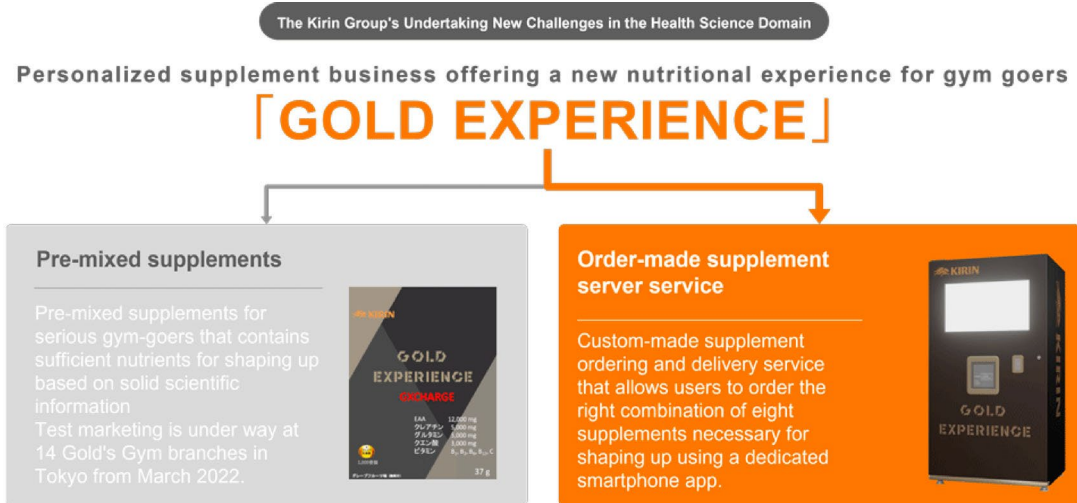 The Kirin Group's Undertaking New Challenges in the Health Science Domain
Personalized supplement business offering a new nutritional experience for gym goers
「GOLD EXPERIENCE」
Pre-mixed supplements
Pre-mixed supplements for
serious gym-goers that contains
sufficient nutrients for shaping up
based on solid scientific
information
Test marketing is under way at
14 Gold's Gym branches in
Tokyo from March 2022.
KIRIN
GOLD
EXPERIENCE
EAA 12,000 mg
クレアチン 5,000 mg
グルタミン
クエン酸 3,000 mg
ビタミン
37 g
Order-made supplement
server service
Custom-made supplement
ordering and delivery service
that allows users to order the
right combination of eight
supplements necessary for
shaping up using a dedicated
smartphone app.
KIRIN
GOLD
EXPERIENCE